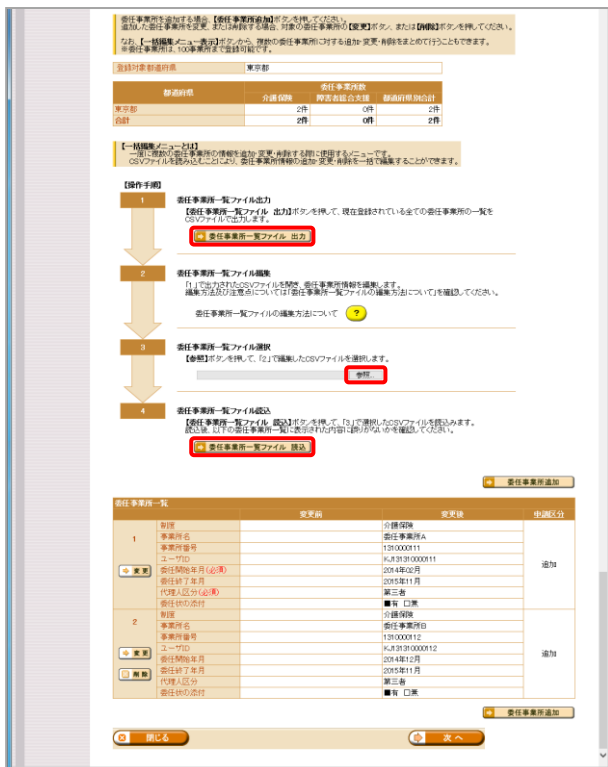 委任事業所を追加する場合、【委任事業所追加】ボタンを押してください。
追加した委任事業所を変更、または削除する場合、対象の委任事業所の【変更】ボタン、または【削除】ボタンを押してください。
なお、【一括編集メニュー表示】ボタンから、複数の委任事業所に対する追加・変更・削除をまとめて行うこともできます。
※委任事業所は、100事業所まで登録可能です。
登録対象都道府県 東京都
都道府県 委任事業所数
介護保険 障害者総合支援 都道府県別合計
東京都 2件 0件 2件
合計 2件 0件 2件
【一括編集メニューとは】
一度に複数の委任事業所の情報を追加・変更・削除する際に使用するメニューです。
CSVファイルを読み込むことにより、委任事業所情報の追加・変更・削除を一括で編集することができます。
【操作手順】
1 委任事業所一覧ファイル出力
【委任事業所一覧ファイル 出力】ボタンを押して、現在登録されている全ての委任事業所の一覧を
CSVファイルで出力します。
委任事業所一覧ファイル 出力
2 委任事業所一覧ファイル編集
「1」で出力されたCSVファイルを開き、委任事業所情報を編集します。
編集方法及び注意点については「委任事業所一覧ファイルの編集方法について」を確認してください。
委任事業所一覧ファイルの編集方法について ?
3 委任事業所一覧ファイル選択
【参照】ボタンを押して、「2」で編集したCSVファイルを選択します。
参照...
4 委任事業所一覧ファイル読込
【委任事業所一覧ファイル 読込】ボタンを押して、「3」で選択したCSVファイルを読込みます。
読込後、以下の委任事業所一覧に表示された内容に誤りがないかを確認してください。
委任事業所一覧ファイル 読込
委任事業所追加
委任事業所一覧
変更前 変更後 申請区分
1 制度 介護保険 追加
事業所名 委任事業所A
事業所番号 1310000111
ユーザID KJ131310000111
変更 委任開始年月(必須) 2014年02月
委任終了年月 2015年11月
代理人区分(必須) 第三者
委任状の添付 ■有 □無
2 制度 介護保険 追加
事業所名 委任事業所B
事業所番号 1310000112
ユーザID KJ131310000112
変更 委任開始年月 2014年12月
削除 委任終了年月 2015年11月
代理人区分 第三者
委任状の添付 ■有 □無
委任事業所追加
閉じる 次へ